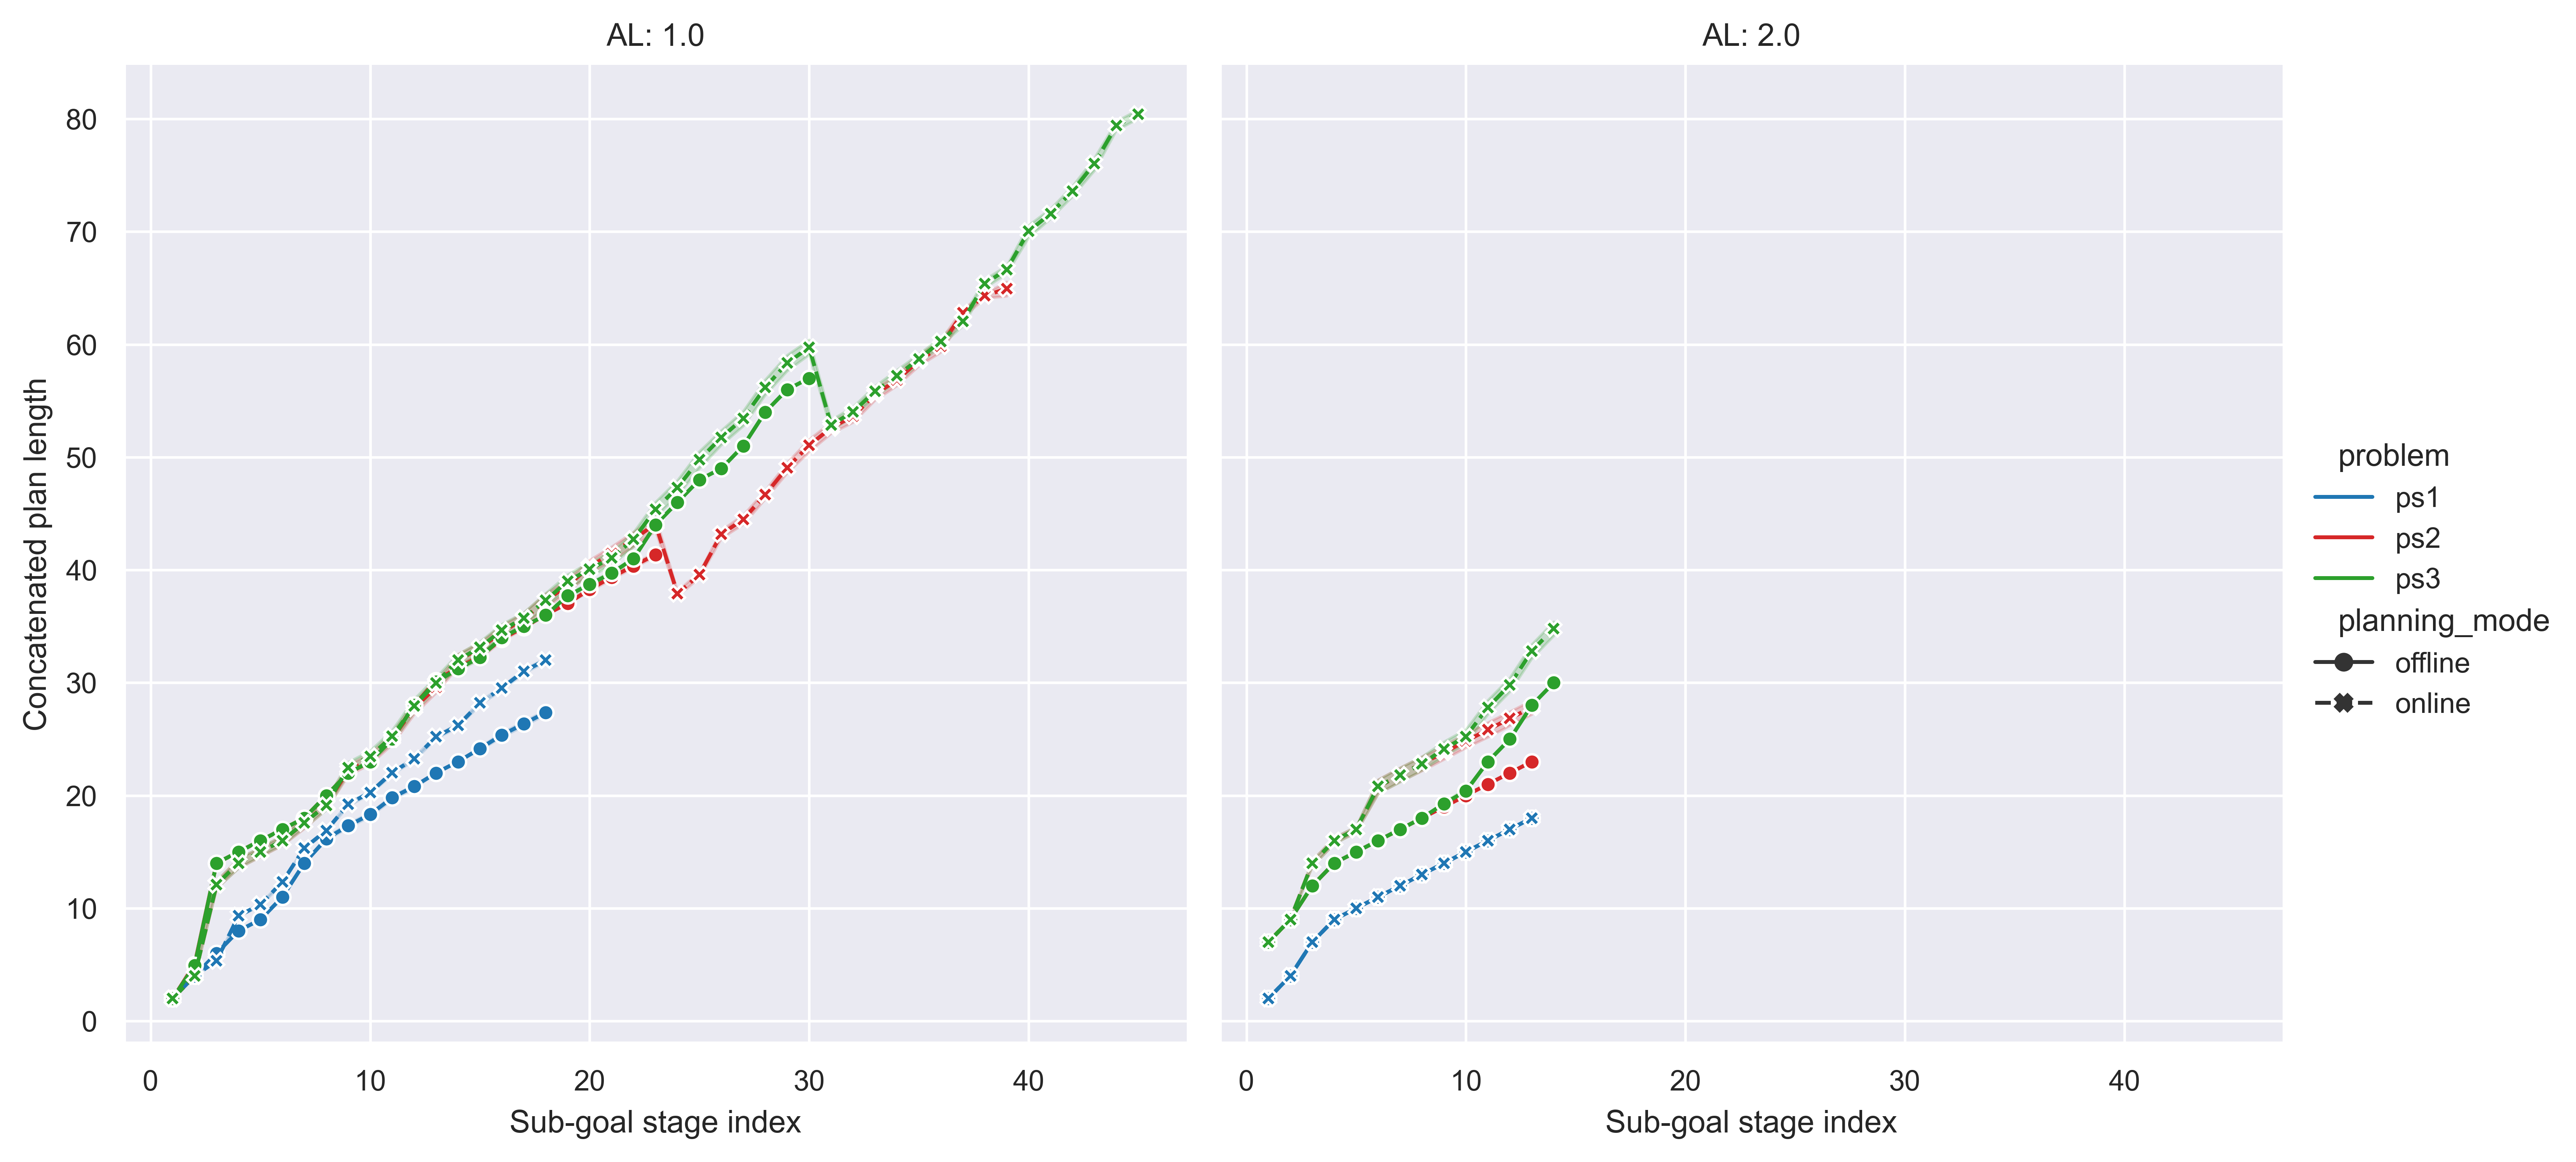 AL: 1.0
AL: 2.0
Concatenated plan length
80
70
60
50
40
30
20
10
0
0 10 20 30 40
0 10 20 30 40
Sub-goal stage index
Sub-goal stage index
problem
ps1
ps2
ps3
planning_mode
offline
online